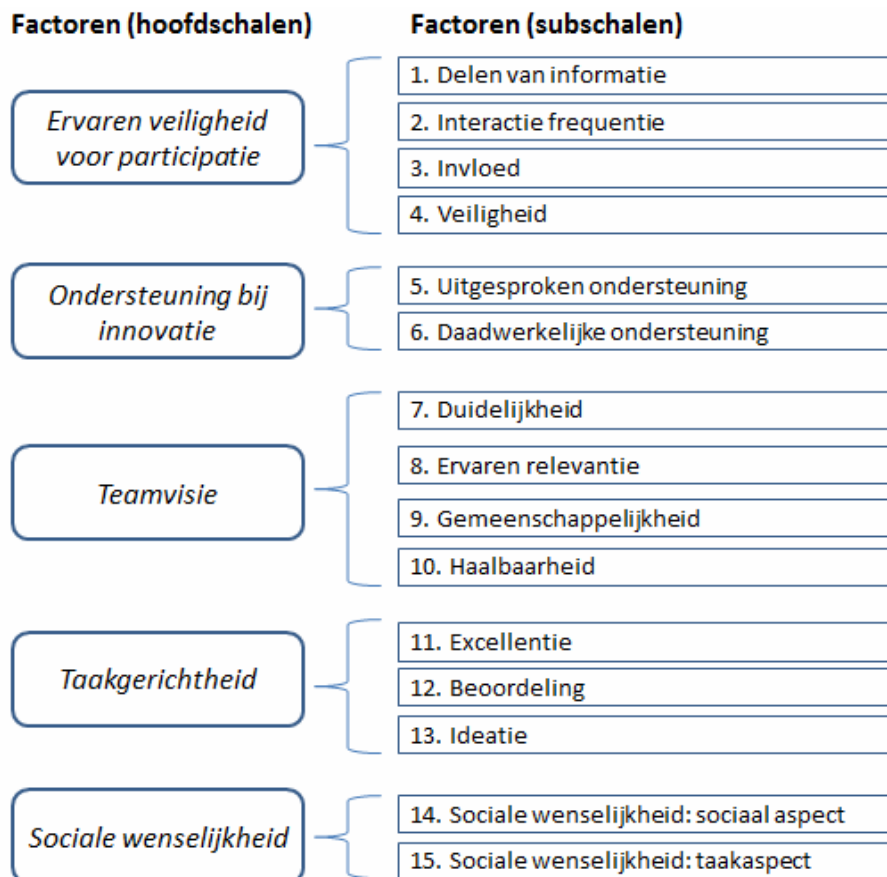 Factoren (hoofdschalen)
Factoren (subschalen)
Ervaren veiligheid
voor participatie
1. Delen van informatie
2. Interactie frequentie
3. Invloed
4. Veiligheid
Ondersteuning bij
innovatie
5. Uitgesproken ondersteuning
6. Daadwerkelijke ondersteuning
Teamvisie
7. Duidelijkheid
8. Ervaren relevantie
9. Gemeenschappelijkheid
10. Haalbaarheid
Taakgerichtheid
11. Excellentie
12. Beoordeling
13. Ideatie
Sociale wenselijkheid
14. Sociale wenselijkheid: sociaal aspect
15. Sociale wenselijkheid: taakaspect